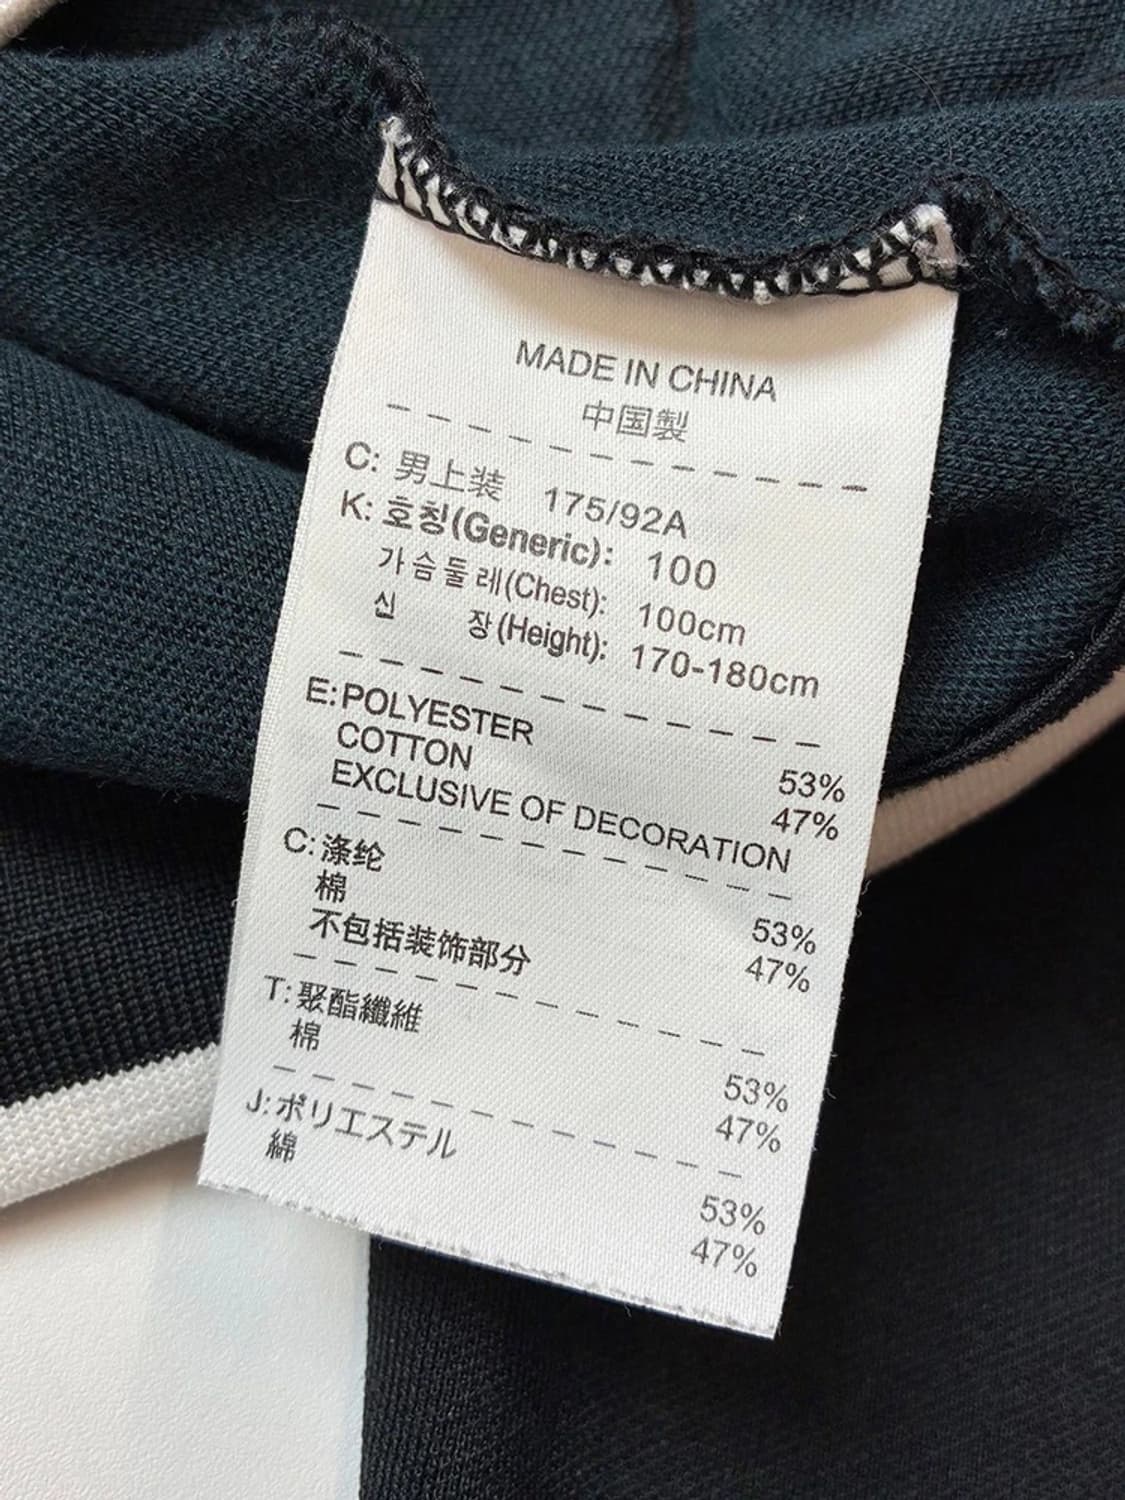 MADE IN CHINA
中国製
C: 男上装 175/92A
K: 호칭(Generic): 100
가슴둘레(Chest): 100cm
신 장(Height): 170-180cm
E:POLYESTER 53%
COTTON 47%
EXCLUSIVE OF DECORATION
C:涤纶 53%
棉 47%
不包括装饰部分
T:聚酯纖維 53%
棉 47%
J:ポリエステル 53%
綿 47%